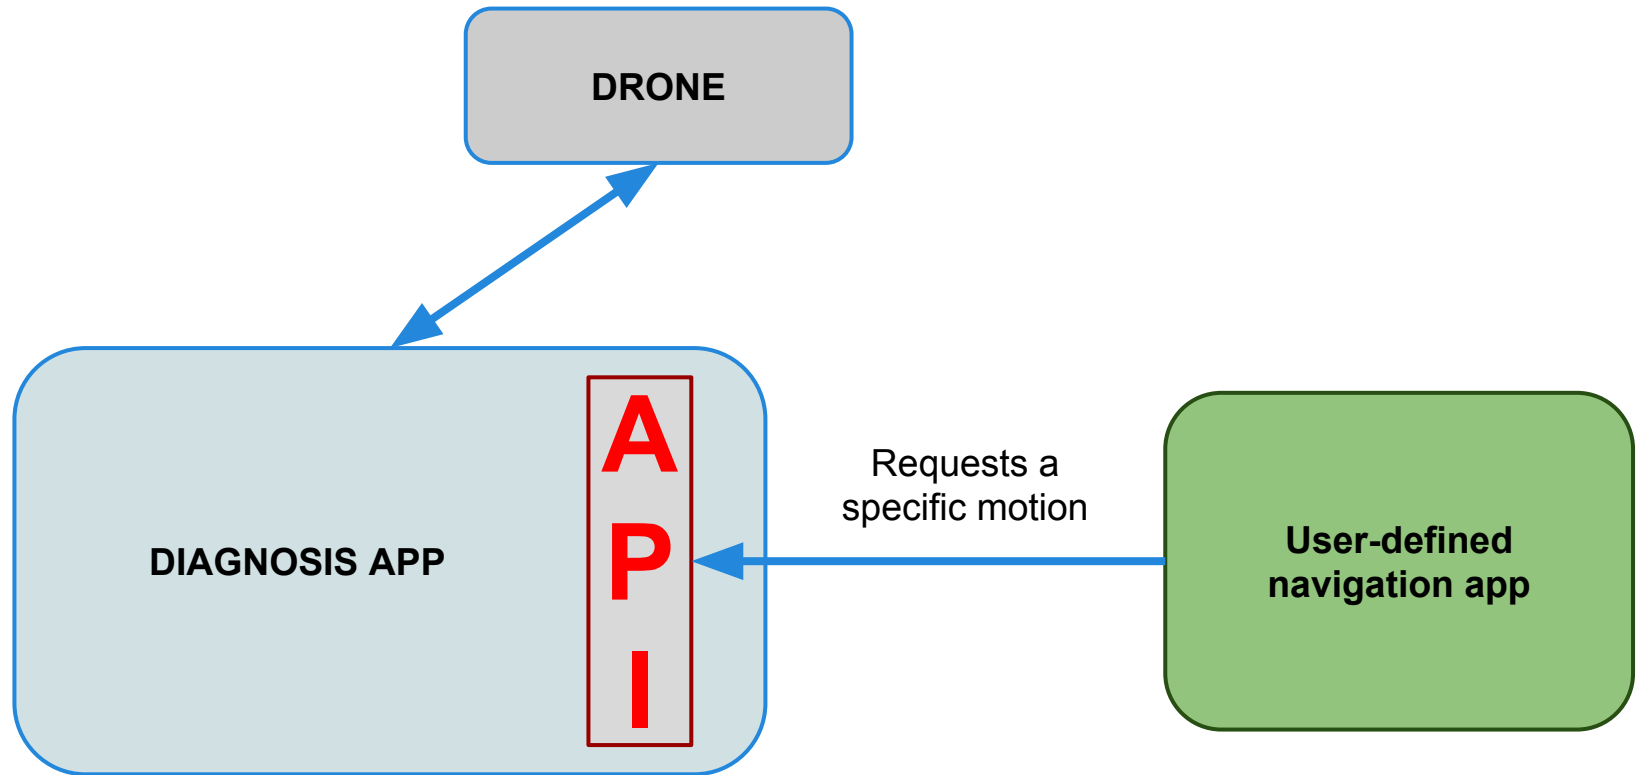 DRONE
A
P
I
Requests a
specific motion
DIAGNOSIS APP
User-defined
navigation app